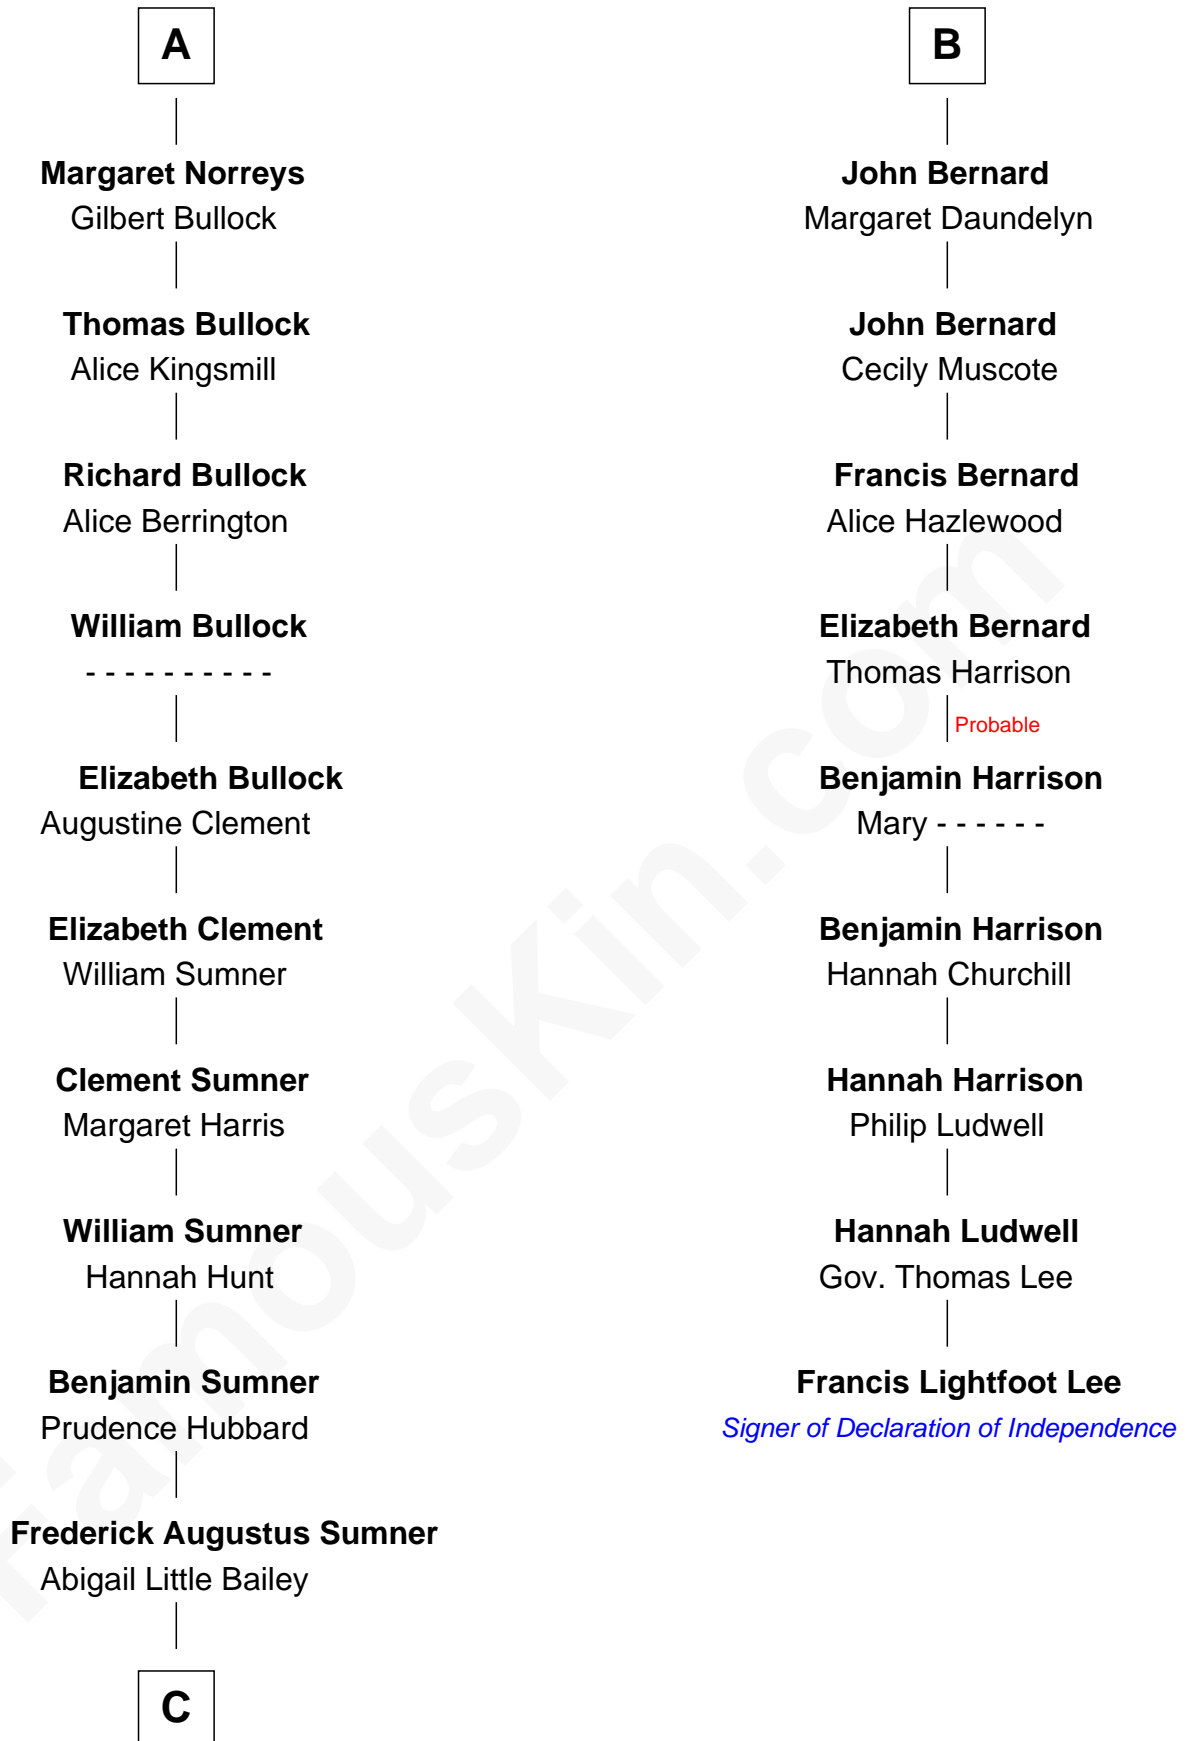 A
Margaret Norreys
Gilbert Bullock
Thomas Bullock
Alice Kingsmill
Richard Bullock
Alice Berrington
William Bullock
- - - - - - - - - -
Elizabeth Bullock
Augustine Clement
Elizabeth Clement
William Sumner
Clement Sumner
Margaret Harris
William Sumner
Hannah Hunt
Benjamin Sumner
Prudence Hubbard
Frederick Augustus Sumner
Abigail Little Bailey
C
B
John Bernard
Margaret Daundelyn
John Bernard
Cecily Muscote
Francis Bernard
Alice Hazlewood
Elizabeth Bernard
Thomas Harrison
Probable
Benjamin Harrison
Mary - - - - - -
Benjamin Harrison
Hannah Churchill
Hannah Harrison
Philip Ludwell
Hannah Ludwell
Gov. Thomas Lee
Francis Lightfoot Lee
Signer of Declaration of Independence
FamousKin.com